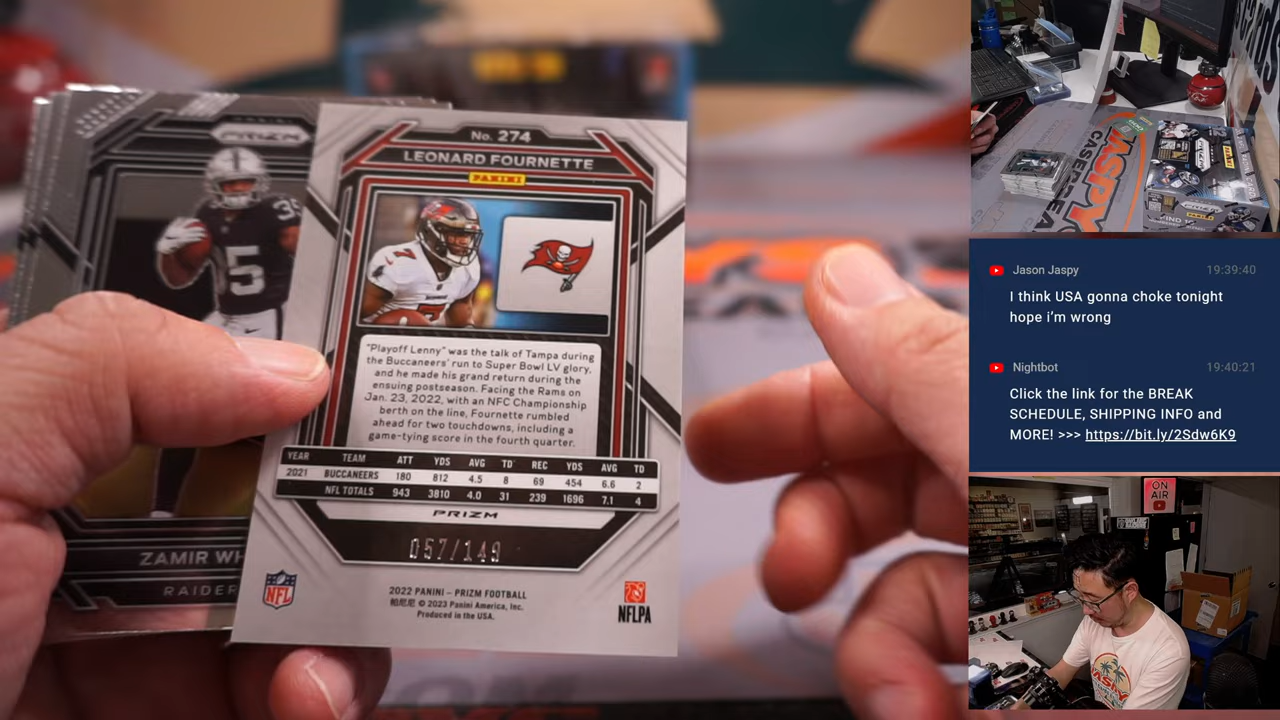 No. 274
LEONARD FOURNETTE
PANINI
"Playoff Lenny" was the talk of Tampa during
the Buccaneers' run to Super Bowl LV glory,
and he made his grand return during the
ensuing postseason. Facing the Rams on
Jan. 23, 2022, with an NFC Championship
berth on the line, Fournette rumbled
ahead for two touchdowns, including a
game-tying score in the fourth quarter.
YEAR TEAM ATT YDS AVG TD REC YDS AVG TD
2021 BUCCANEERS 180 812 4.5 8 69 454 6.6 2
NFL TOTALS 943 3810 4.0 31 239 1696 7.1 4
PRIZM
057/149
2022 PANINI – PRIZM FOOTBALL
帕尼尼 © 2023 Panini America, Inc.
Produced in the USA.
NFL
NFLPA
PRIZM
35
7
ZAMIR WH
RAIDER
JASPY
CASEBREA
Jason Jaspy 19:39:40
I think USA gonna choke tonight
hope i'm wrong
Nightbot 19:40:21
Click the link for the BREAK
SCHEDULE, SHIPPING INFO and
MORE! >>> https://bit.ly/2Sdw6K9
ON
AIR